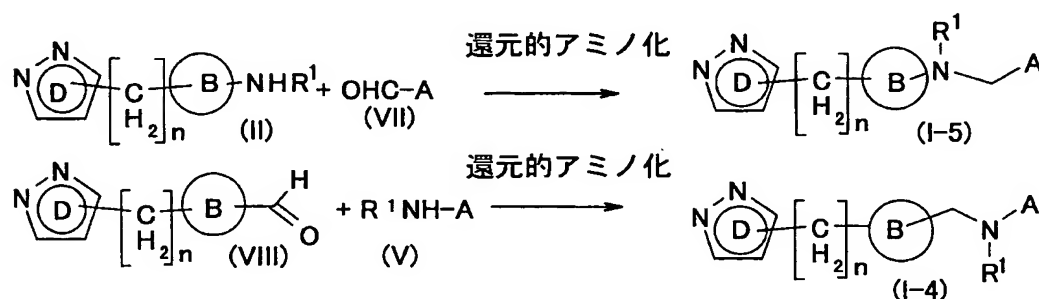 還元的アミノ化
N N D [ C H₂ ]n B NHR¹ + OHC-A (II) (VII) N N D [ C H₂ ]n B R¹ N A (I-5)
還元的アミノ化
N N D [ C H₂ ]n B H O (VIII) + R¹NH-A (V) N N D [ C H₂ ]n B N A R¹ (I-4)